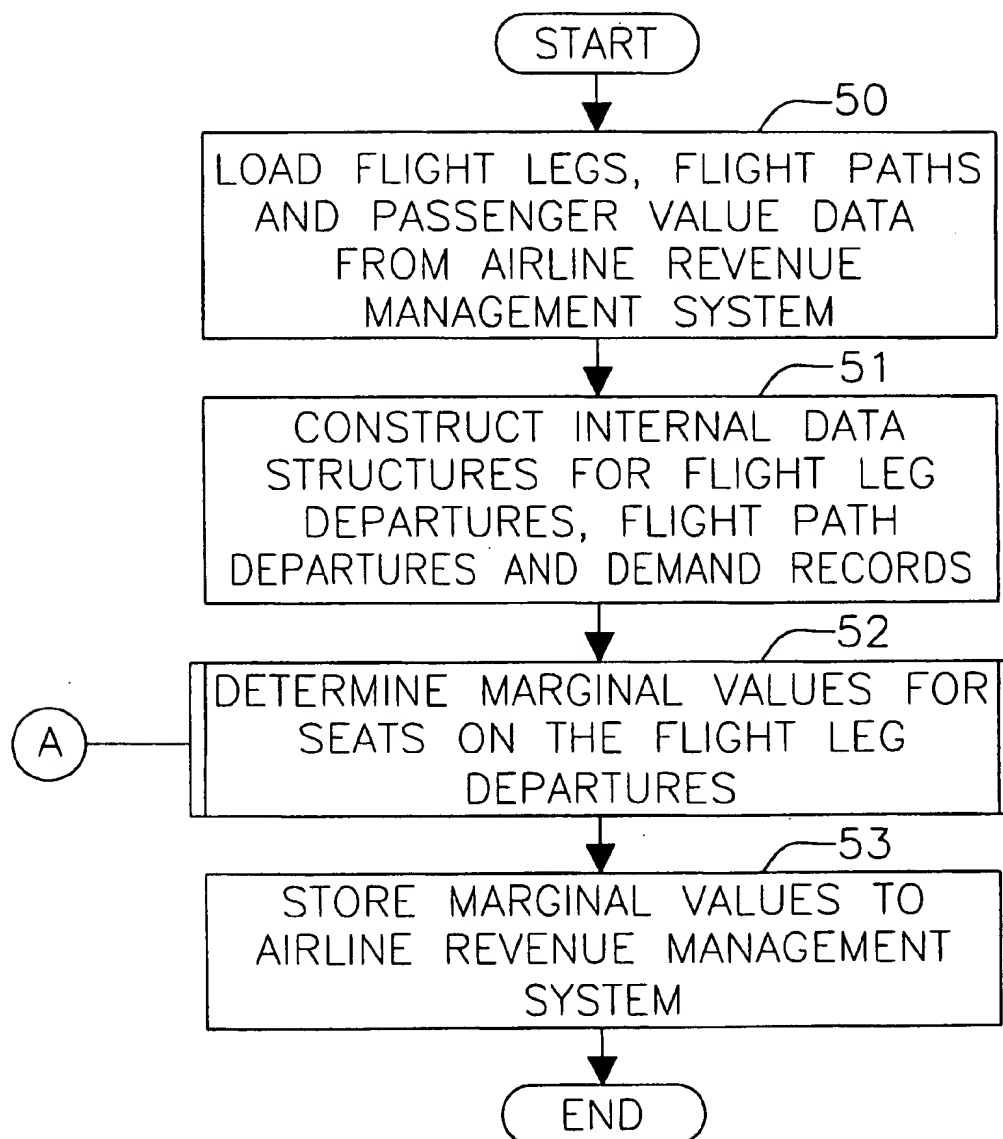 START
50
LOAD FLIGHT LEGS, FLIGHT PATHS
AND PASSENGER VALUE DATA
FROM AIRLINE REVENUE
MANAGEMENT SYSTEM
51
CONSTRUCT INTERNAL DATA
STRUCTURES FOR FLIGHT LEG
DEPARTURES, FLIGHT PATH
DEPARTURES AND DEMAND RECORDS
52
A
DETERMINE MARGINAL VALUES FOR
SEATS ON THE FLIGHT LEG
DEPARTURES
53
STORE MARGINAL VALUES TO
AIRLINE REVENUE MANAGEMENT
SYSTEM
END